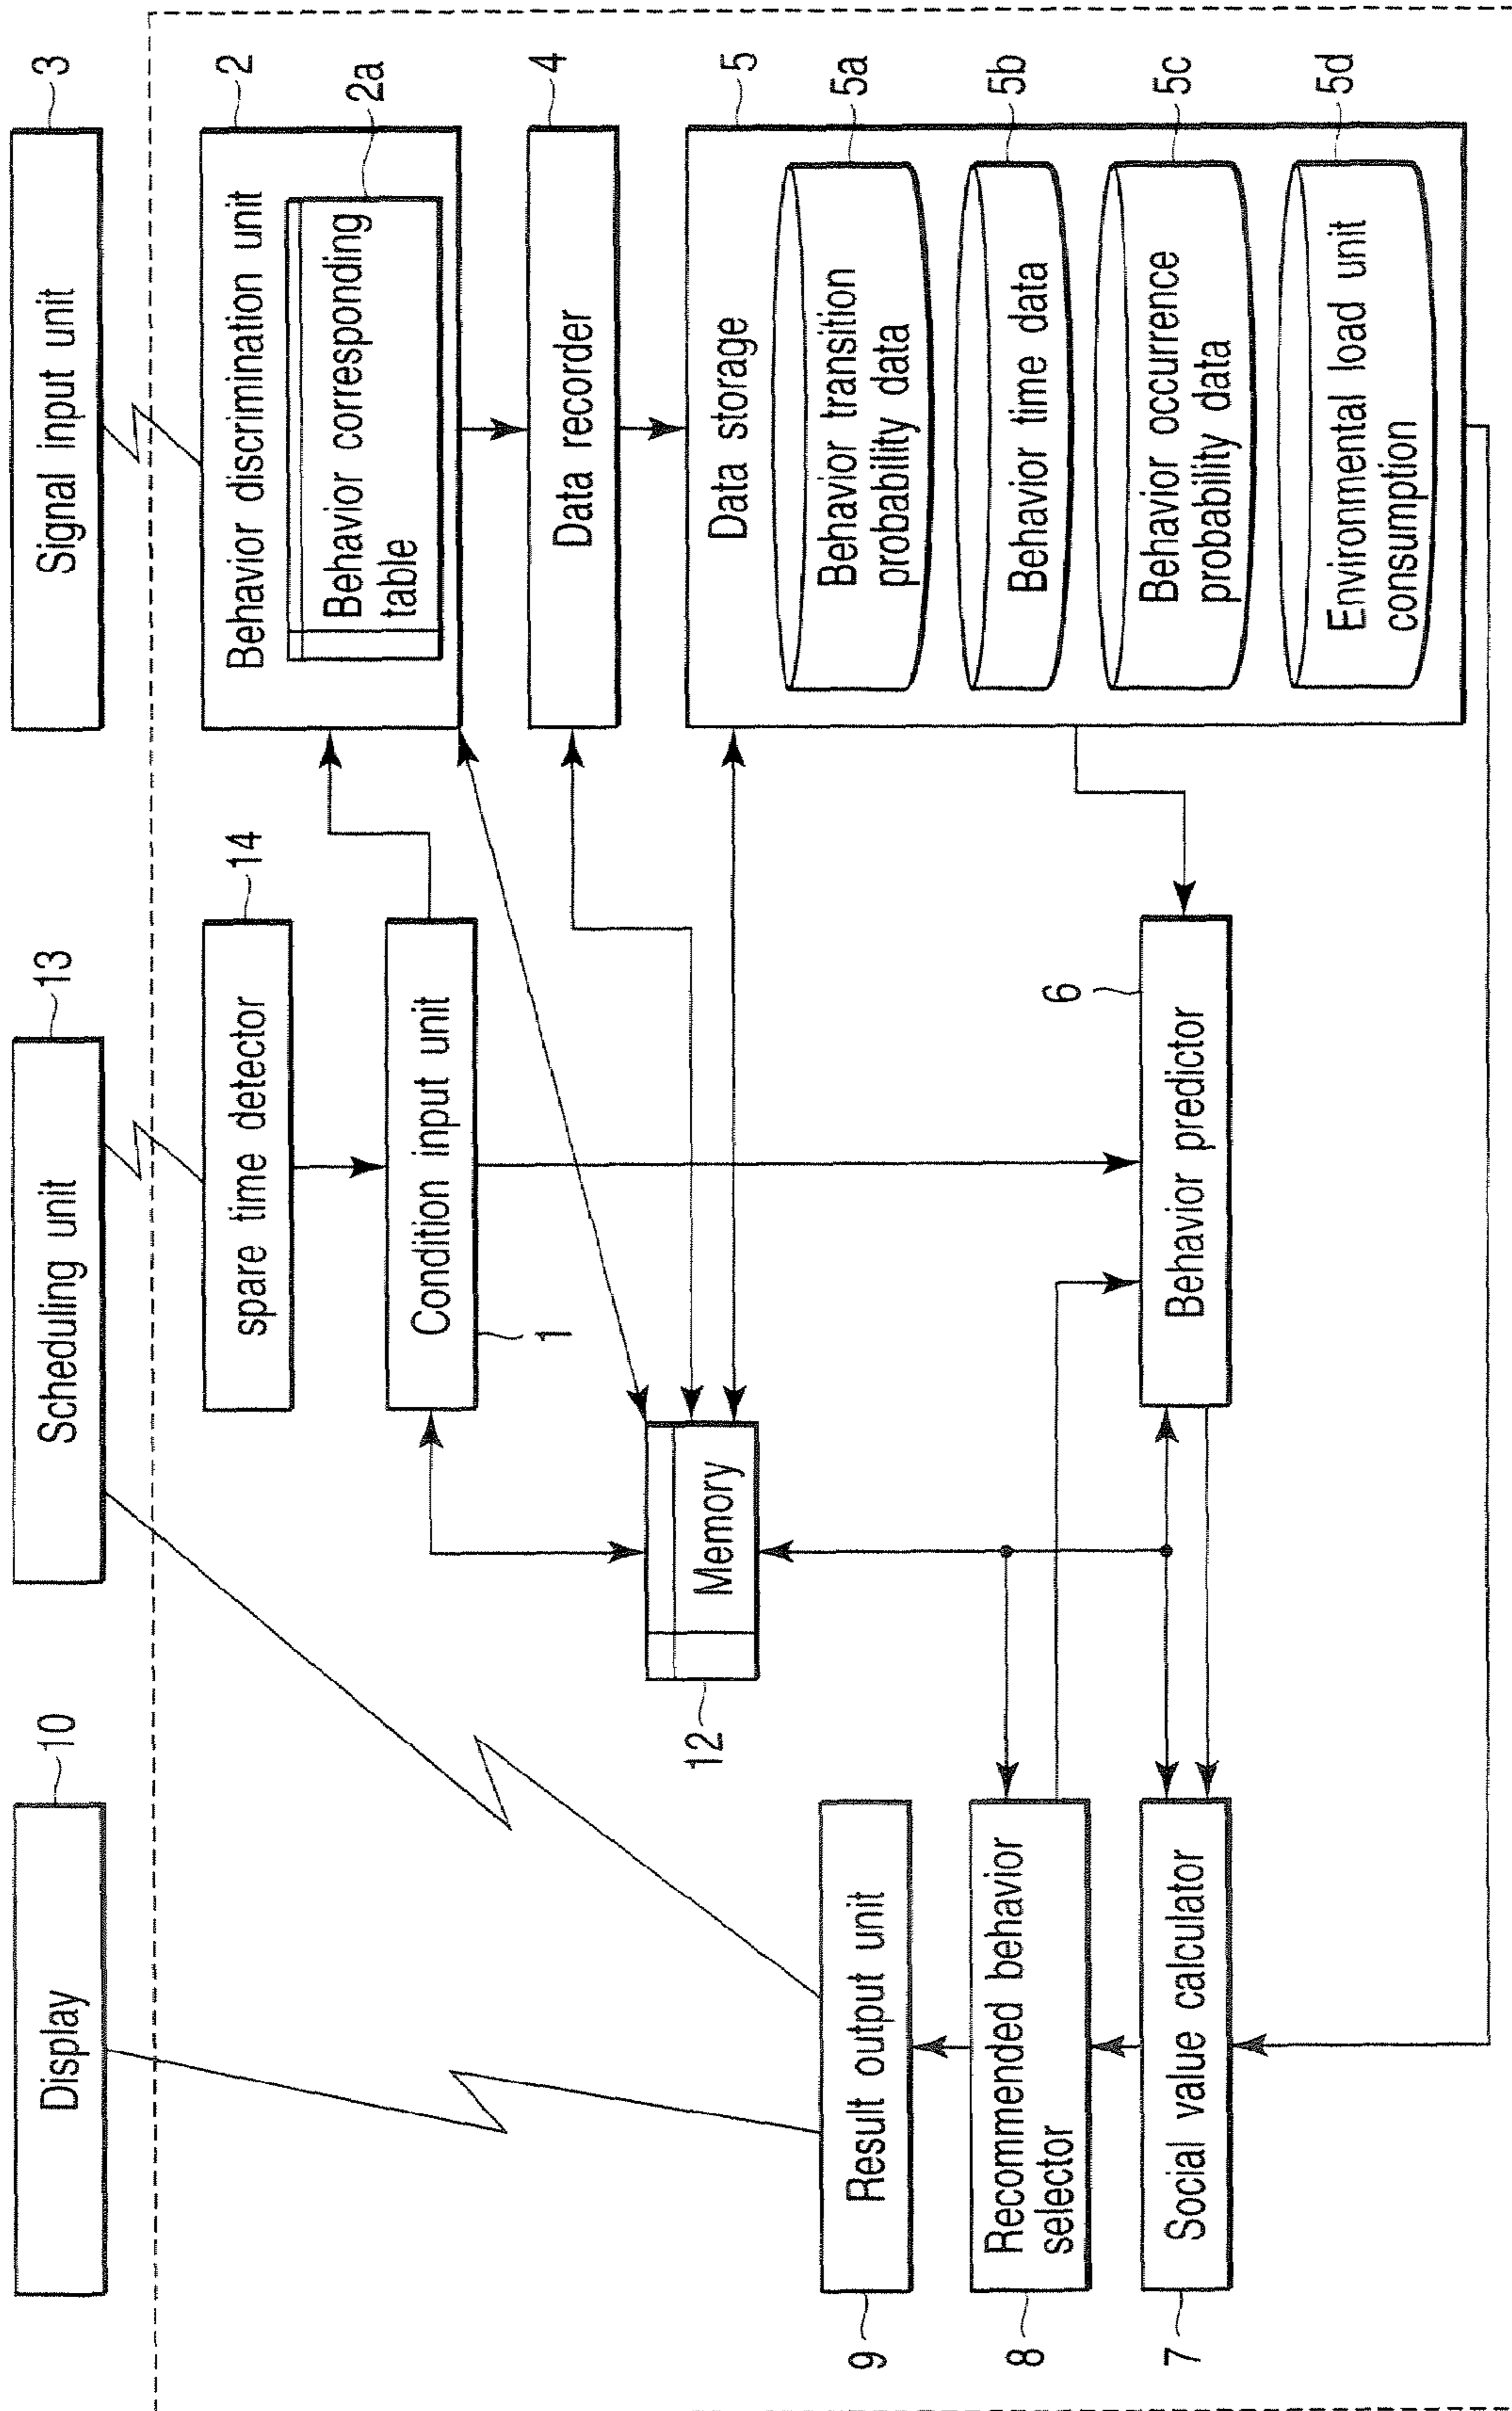 Display
10
Scheduling unit
13
Signal input unit
3
spare time detector
14
Behavior discrimination unit
2
Behavior corresponding
table
2a
Condition input unit
1
Data recorder
4
Memory
12
Data storage
5
Behavior transition
probability data
5a
Behavior time data
5b
Behavior occurrence
probability data
5c
Environmental load unit
consumption
5d
Result output unit
9
Recommended behavior
selector
8
Social value calculator
7
Behavior predictor
6